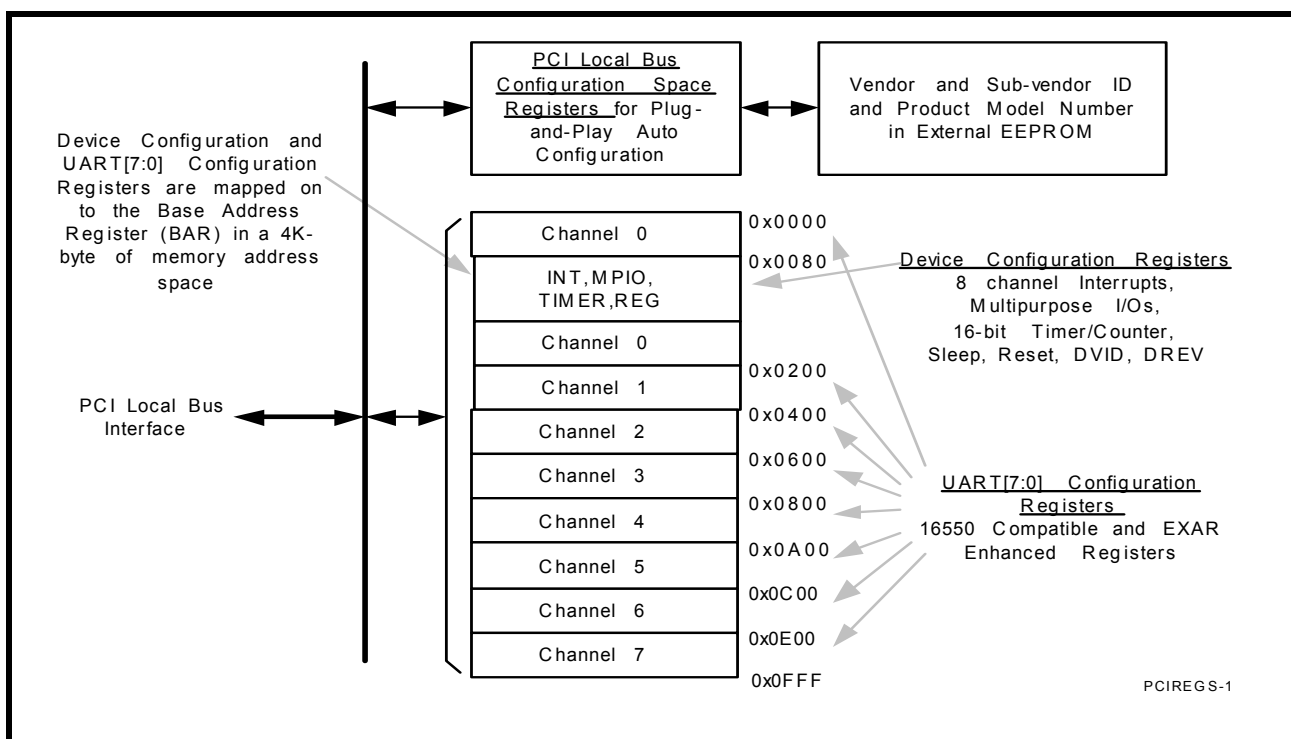 PCI Local Bus
Configuration Space
Registers for Plug-
and-Play Auto
Configuration
Vendor and Sub-vendor ID
and Product Model Number
in External EEPROM
Device Configuration and
UART[7:0] Configuration
Registers are mapped on
to the Base Address
Register (BAR) in a 4K-
byte of memory address
space
PCI Local Bus
Interface
Channel 0
INT,MPIO,
TIMER,REG
Channel 0
Channel 1
Channel 2
Channel 3
Channel 4
Channel 5
Channel 6
Channel 7
0x0000
0x0080
0x0200
0x0400
0x0600
0x0800
0x0A00
0x0C00
0x0E00
0x0FFF
Device Configuration Registers
8 channel Interrupts,
Multipurpose I/Os,
16-bit Timer/Counter,
Sleep, Reset, DVID, DREV
UART[7:0] Configuration
Registers
16550 Compatible and EXAR
Enhanced Registers
PCIREGS-1